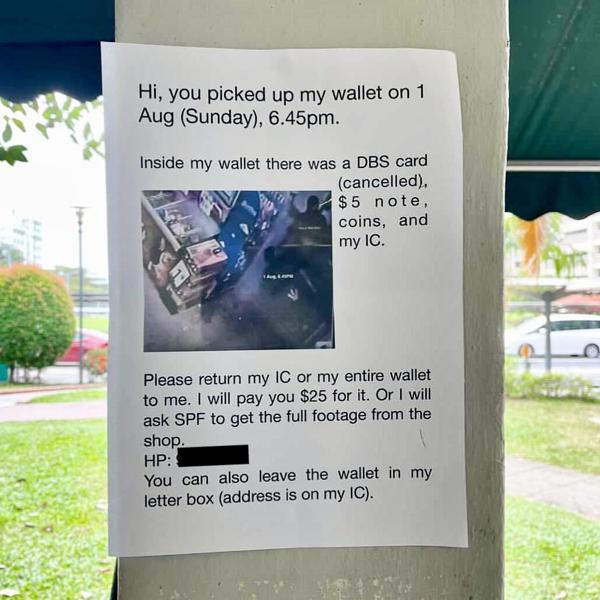 Hi, you picked up my wallet on 1
Aug (Sunday), 6.45pm.
Inside my wallet there was a DBS card
(cancelled),
$5 note,
coins, and
my IC.
1 Aug, 6.45PM
Please return my IC or my entire wallet
to me. I will pay you $25 for it. Or I will
ask SPF to get the full footage from the
shop.
HP:
You can also leave the wallet in my
letter box (address is on my IC).